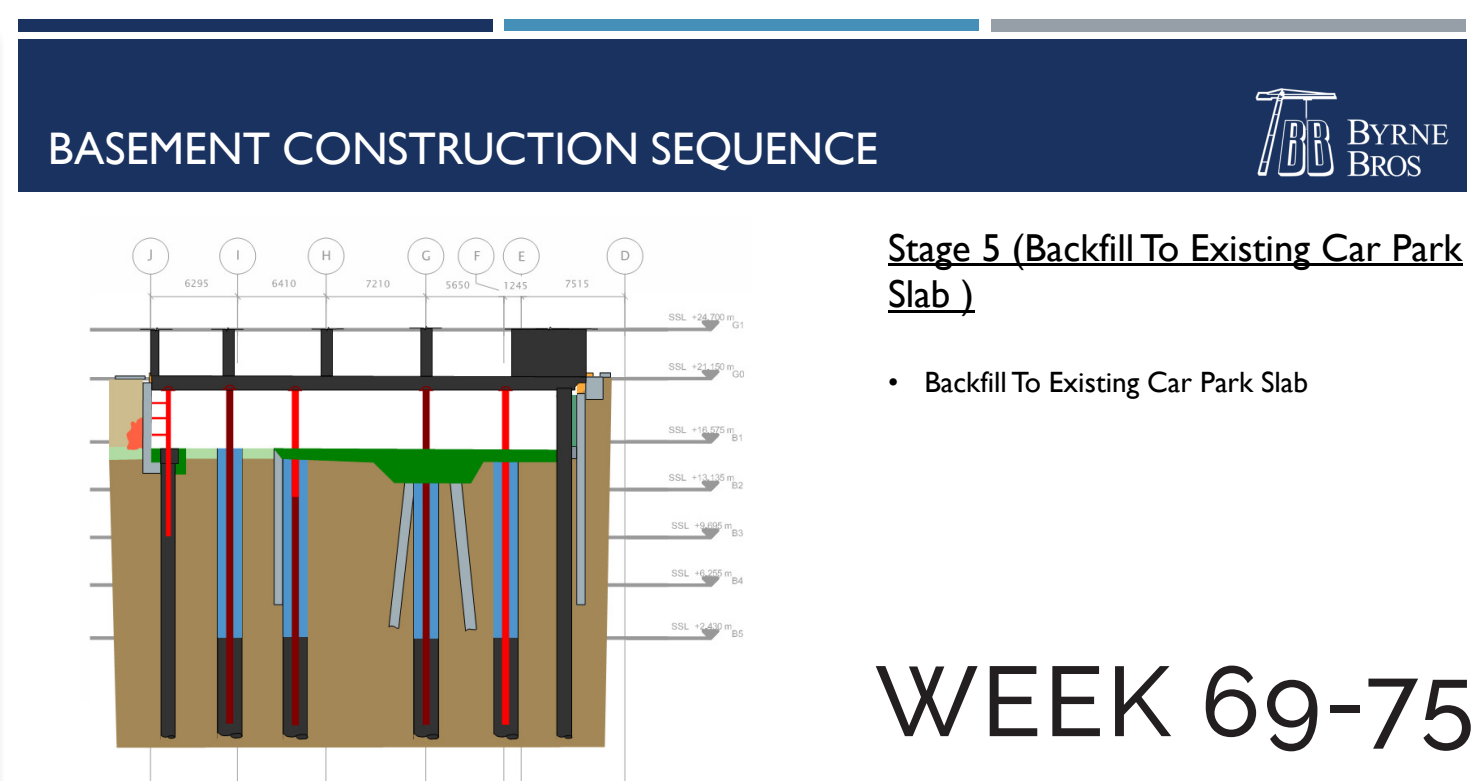 BASEMENT CONSTRUCTION SEQUENCE
BYRNE
BROS
Stage 5 (Backfill To Existing Car Park
Slab )
• Backfill To Existing Car Park Slab
J I H G F E D
6295 6410 7210 5650 1245 7515
SSL +24,700 m
G1
SSL +21,150 m
G0
SSL +16,575 m
B1
SSL +13,135 m
B2
SSL +9,695 m
B3
SSL +6,255 m
B4
SSL +2,430 m
B5
WEEK 69-75